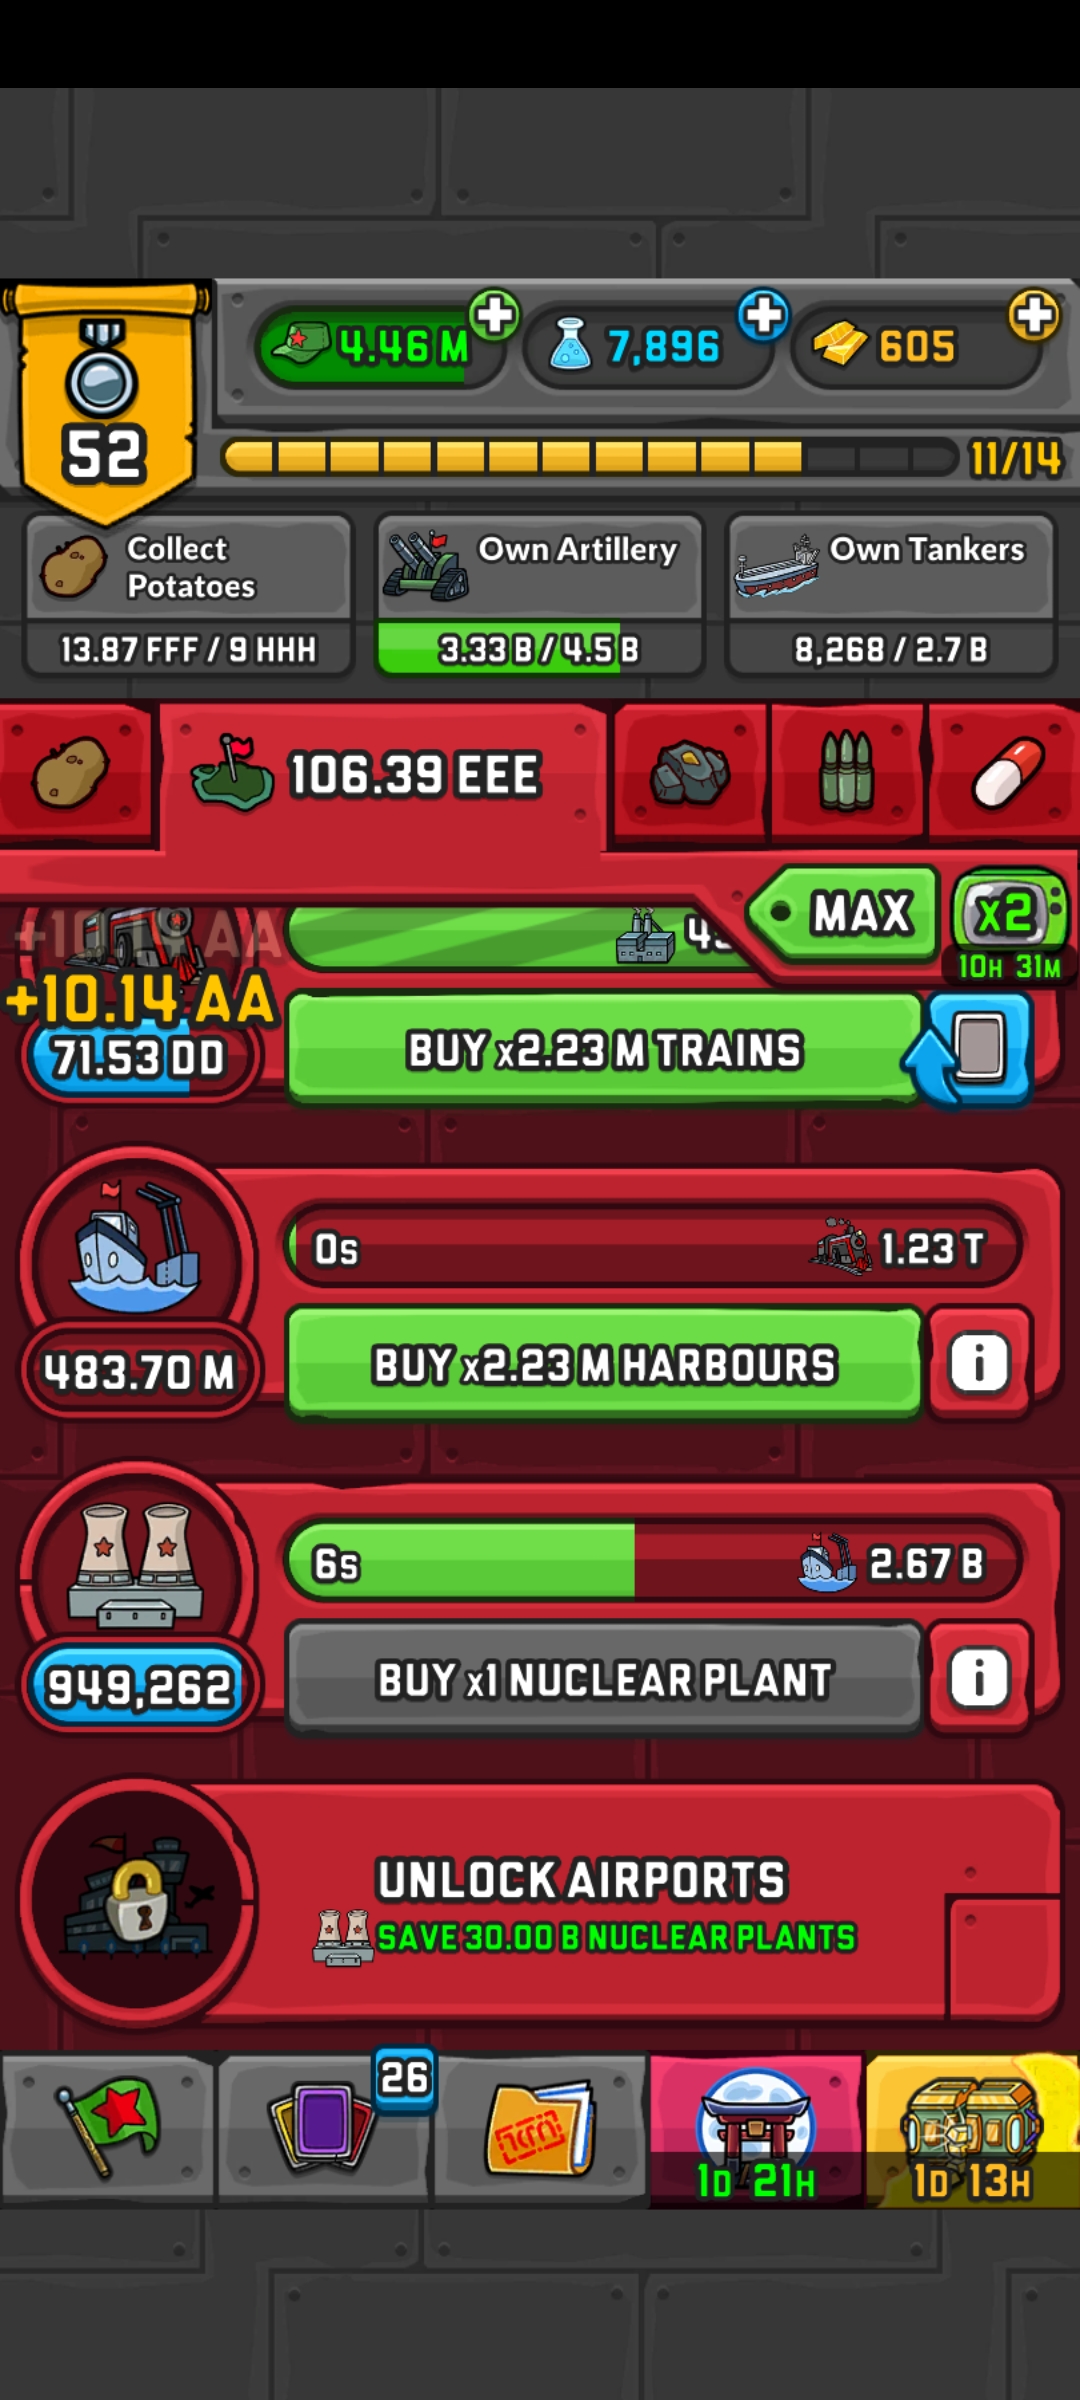 4.46 M
7,896
605
52
11/14
Collect
Potatoes
Own Artillery
Own Tankers
13.87 FFF / 9 HHH
3.33 B / 4.5 B
8,268 / 2.7 B
106.39 EEE
MAX
x2
10H 31M
+10.14 AA
+10.14 AA
71.53 DD
BUY x2.23 M TRAINS
0s
1.23 T
483.70 M
BUY x2.23 M HARBOURS
i
6s
2.67 B
949,262
BUY x1 NUCLEAR PLANT
i
UNLOCK AIRPORTS
SAVE 30.00 B NUCLEAR PLANTS
26
1D 21H
1D 13H